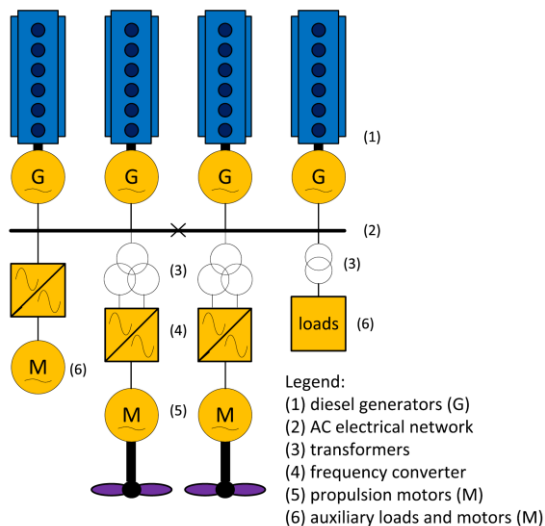 (1)
G G G G
(2)
(3) (3)
(4) loads (6)
M (6)
M M (5)
Legend:
(1) diesel generators (G)
(2) AC electrical network
(3) transformers
(4) frequency converter
(5) propulsion motors (M)
(6) auxiliary loads and motors (M)